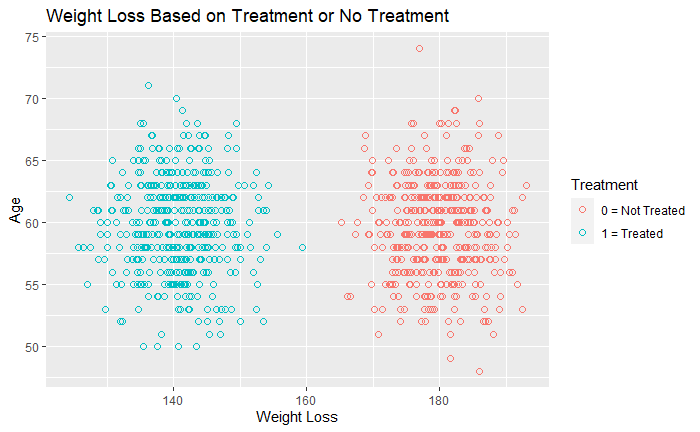 Weight Loss Based on Treatment or No Treatment
75
70
65
60
55
50
Age
140
160
180
Weight Loss
Treatment
0 = Not Treated
1 = Treated